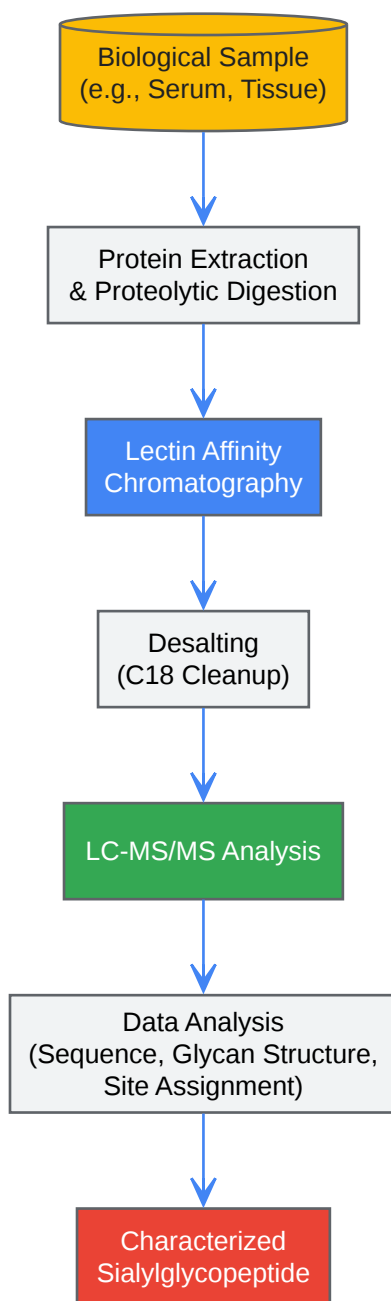 Biological Sample
(e.g., Serum, Tissue)
Protein Extraction
& Proteolytic Digestion
Lectin Affinity
Chromatography
Desalting
(C18 Cleanup)
LC-MS/MS Analysis
Data Analysis
(Sequence, Glycan Structure,
Site Assignment)
Characterized
Sialylglycopeptide